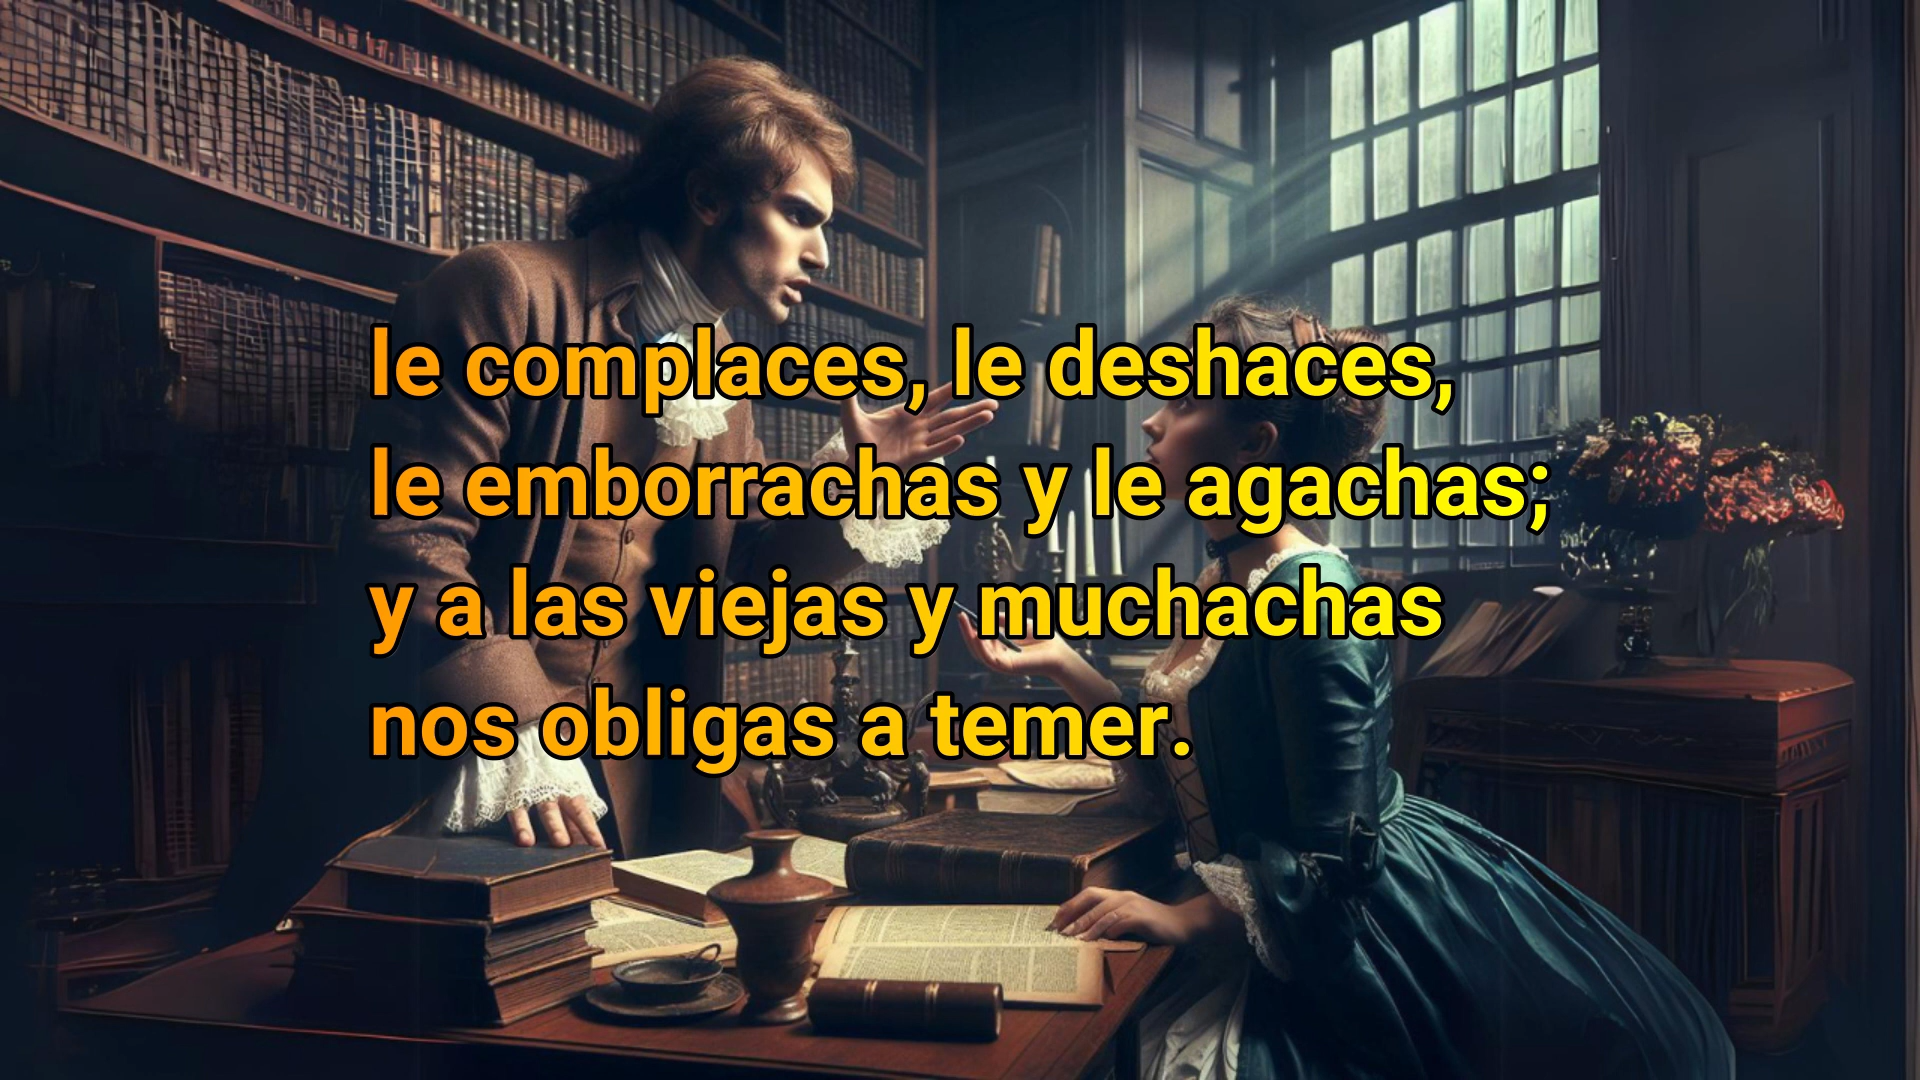 le complaces, le deshaces,
le emborrachas y le agachas;
y a las viejas y muchachas
nos obligas a temer.